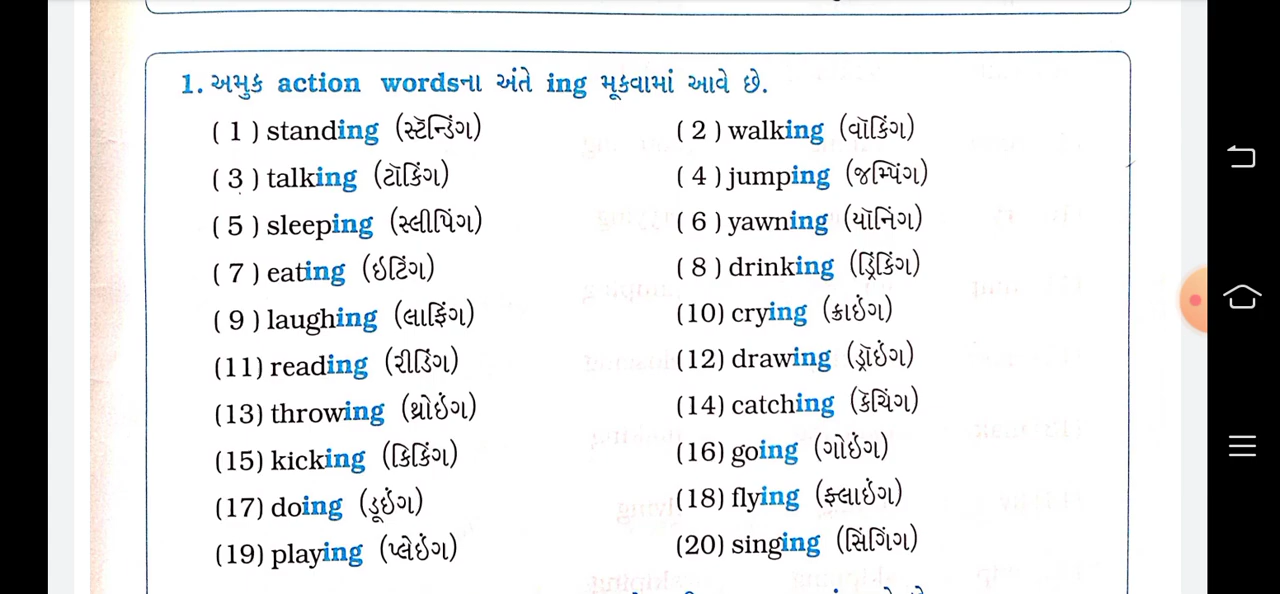 1. અમુક action wordsના અંતે ing મૂકવામાં આવે છે.
( 1 ) standing (સ્ટૅન્ડિંગ) ( 2 ) walking (વૉકિંગ)
( 3 ) talking (ટૉકિંગ) ( 4 ) jumping (જમ્પિંગ)
( 5 ) sleeping (સ્લીપિંગ) ( 6 ) yawning (યૉનિંગ)
( 7 ) eating (ઇટિંગ) ( 8 ) drinking (ડ્રિંકિંગ)
( 9 ) laughing (લાફિંગ) (10) crying (ક્રાઇંગ)
(11) reading (રીડિંગ) (12) drawing (ડ્રૉઇંગ)
(13) throwing (થ્રોઇંગ) (14) catching (કૅચિંગ)
(15) kicking (કિકિંગ) (16) going (ગોઇંગ)
(17) doing (ડૂઇંગ) (18) flying (ફ્લાઇંગ)
(19) playing (પ્લેઇંગ) (20) singing (સિંગિંગ)